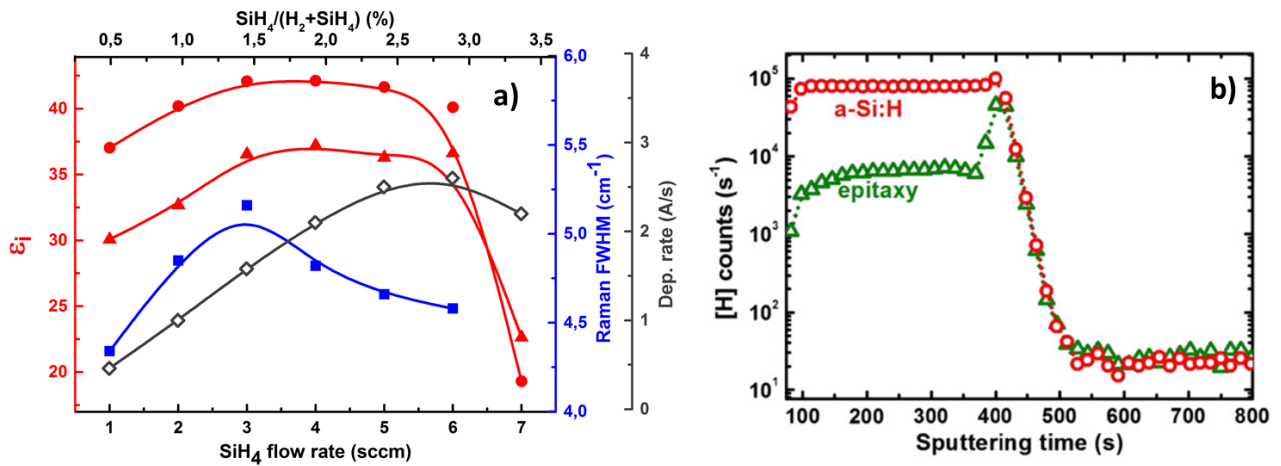 SiH4/(H2+SiH4) (%)
0,5 1,0 1,5 2,0 2,5 3,0 3,5
a)
εi
40
35
30
25
20
1 2 3 4 5 6 7
SiH4 flow rate (sccm)
6,0
5,5
5,0
4,5
4,0
Raman FWHM (cm-1)
4
3
2
1
0
Dep. rate (A/s)
b)
[H] counts (s-1)
10^5
10^4
10^3
10^2
10^1
a-Si:H
epitaxy
100 200 300 400 500 600 700 800
Sputtering time (s)